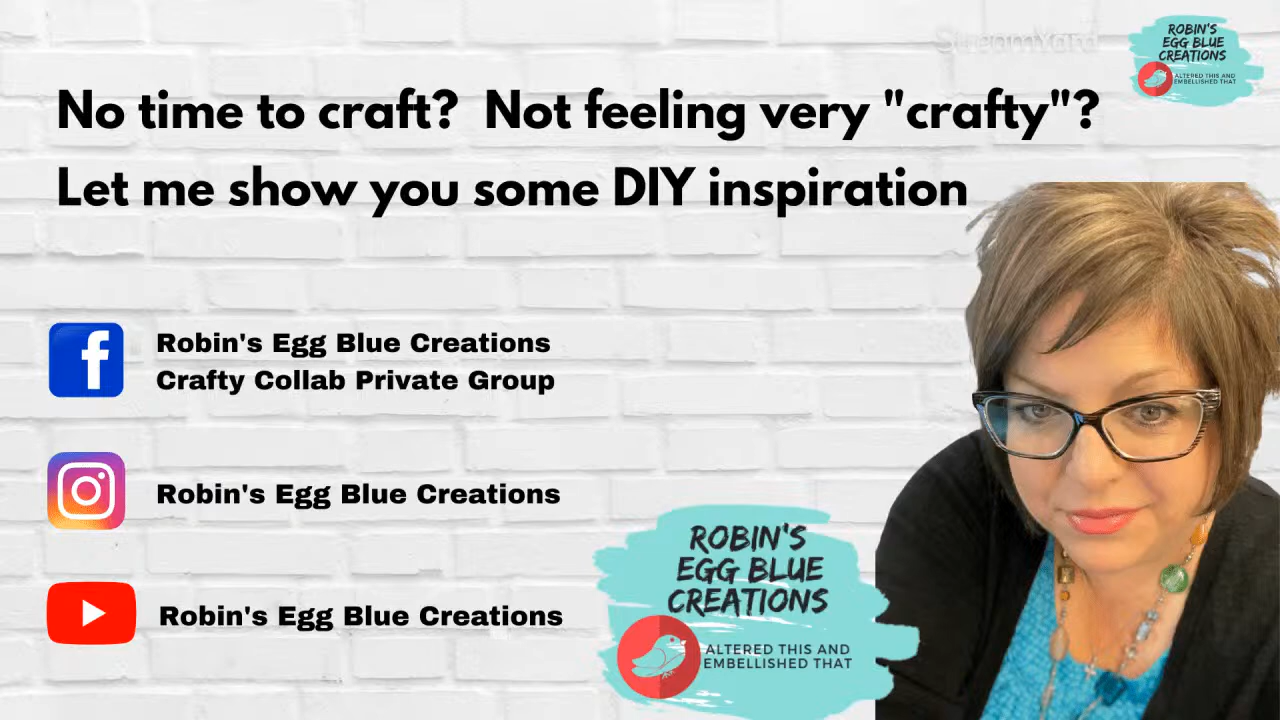 StreamYard
ROBIN'S
EGG BLUE
CREATIONS
ALTERED THIS AND
EMBELLISHED THAT
No time to craft? Not feeling very "crafty"?
Let me show you some DIY inspiration
Robin's Egg Blue Creations
Crafty Collab Private Group
Robin's Egg Blue Creations
Robin's Egg Blue Creations
ROBIN'S
EGG BLUE
CREATIONS
ALTERED THIS AND
EMBELLISHED THAT